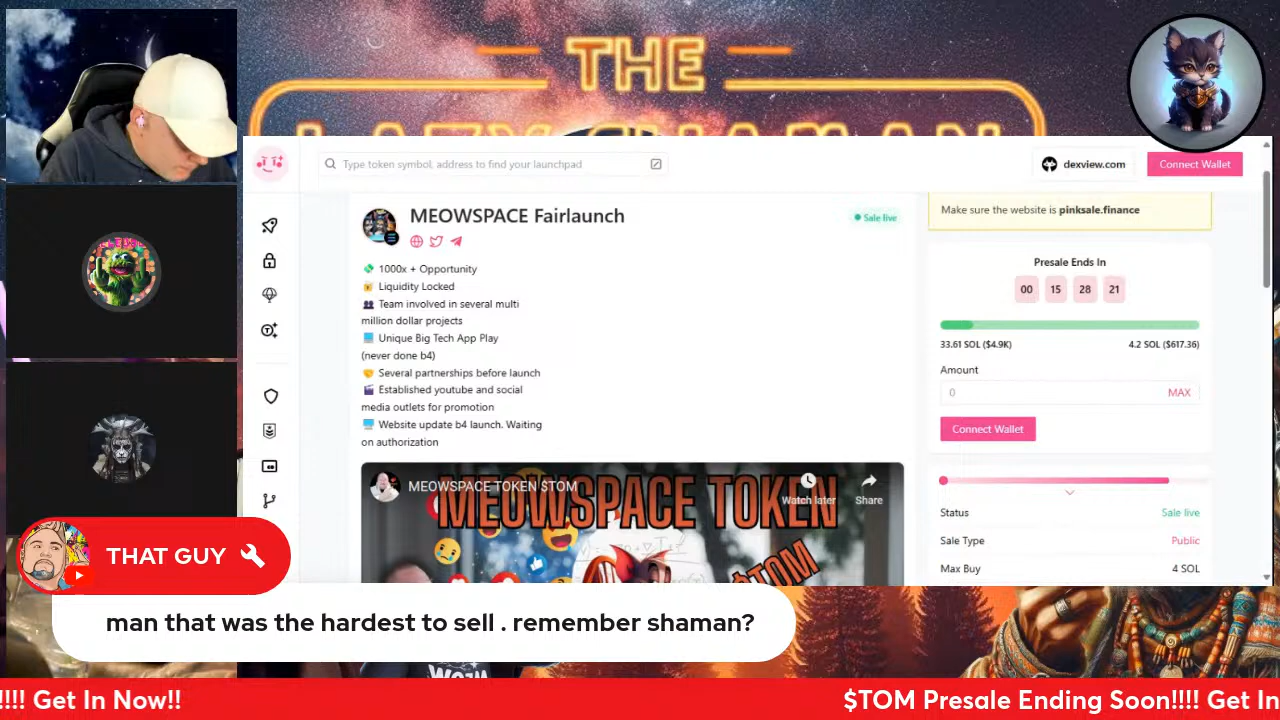 THE
LAZY SHAMAN
Type token symbol, address to find your launchpad
dexview.com
Connect Wallet
MEOWSPACE Fairlaunch
Sale live
Make sure the website is pinksale.finance
1000x + Opportunity
Liquidity Locked
Team involved in several multi
million dollar projects
Unique Big Tech App Play
(never done b4)
Several partnerships before launch
Established youtube and social
media outlets for promotion
Website update b4 launch. Waiting
on authorization
Presale Ends In
00 15 28 21
33.61 SOL ($4.9K) 4.2 SOL ($617.36)
Amount
0 MAX
Connect Wallet
Status Sale live
Sale Type Public
Max Buy 4 SOL
MEOWSPACE TOKEN $TOM
Watch later Share
MEOWSPACE TOKEN
$TOM
THAT GUY
man that was the hardest to sell . remember shaman?
!!!! Get In Now!! $TOM Presale Ending Soon!!!! Get In